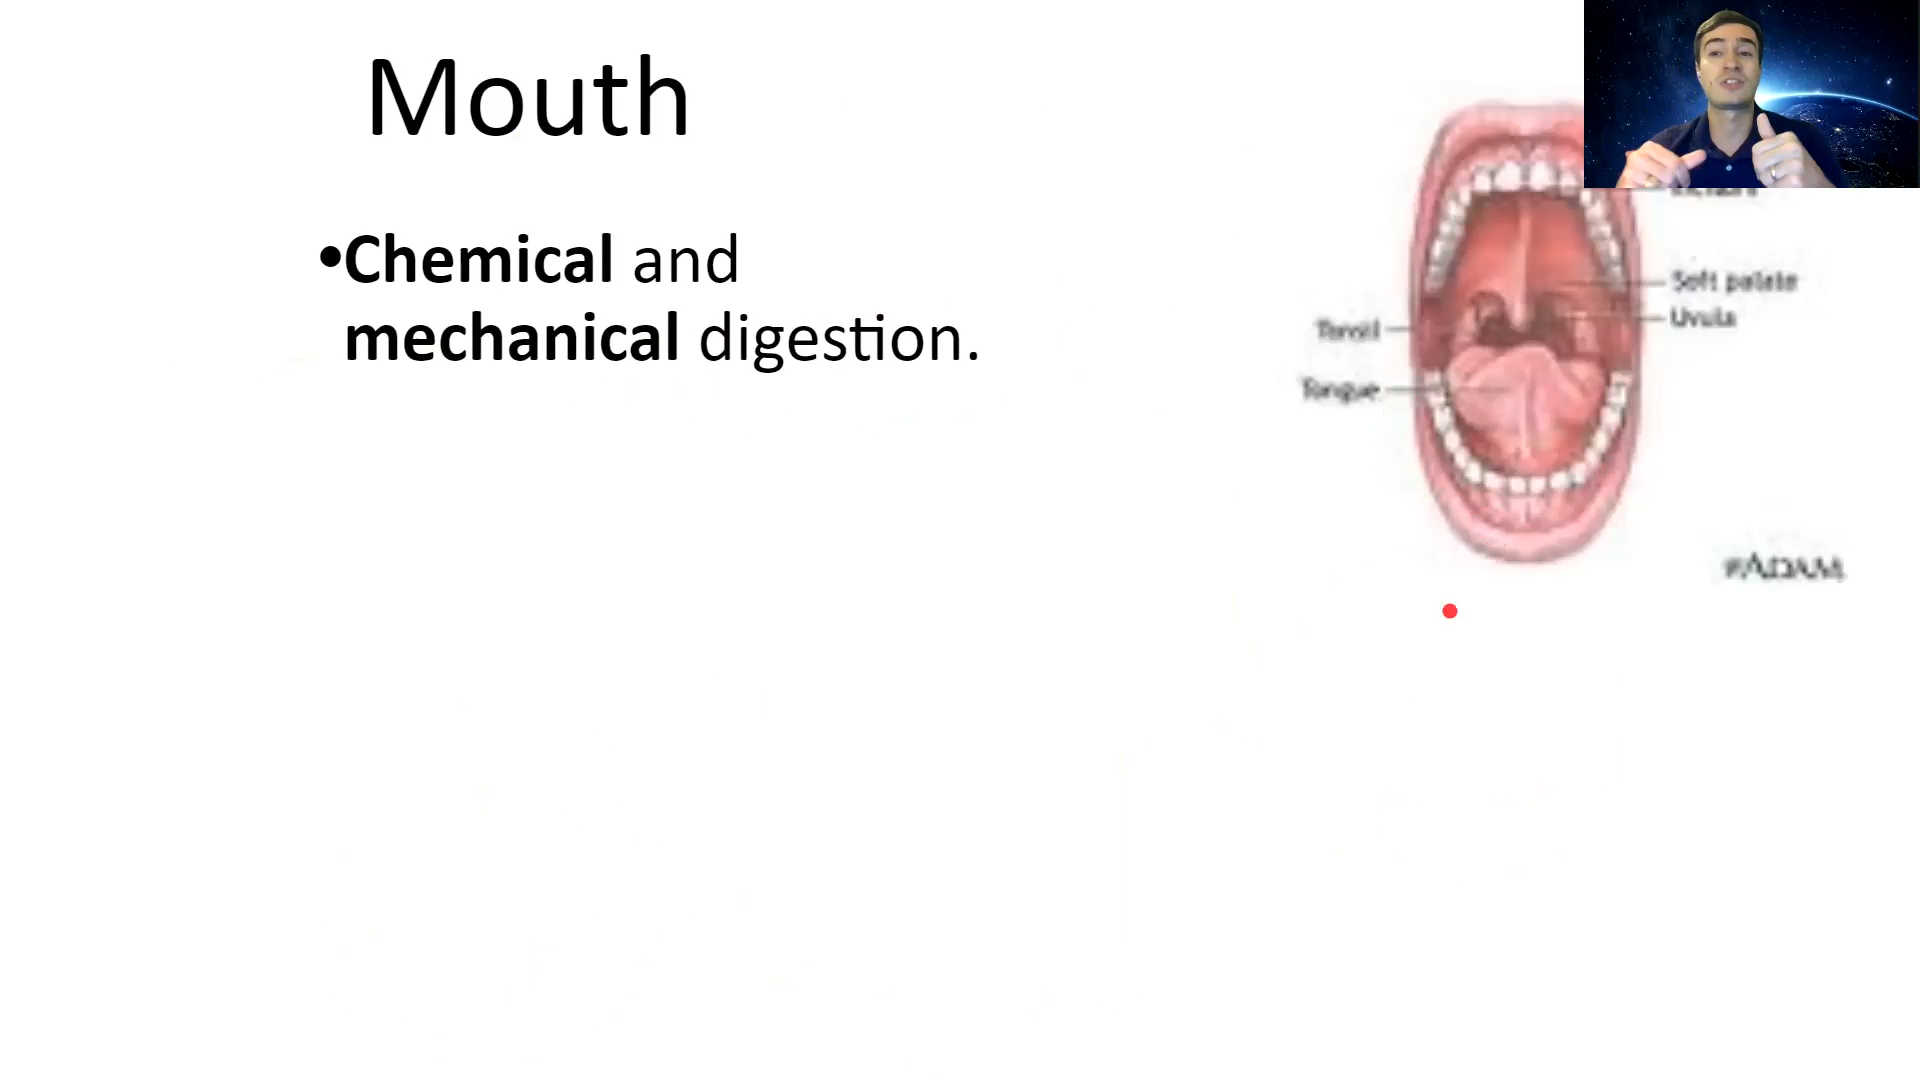 Mouth
•Chemical and
mechanical digestion.
Soft palate
Uvula
Tonsil
Tongue
ADAM